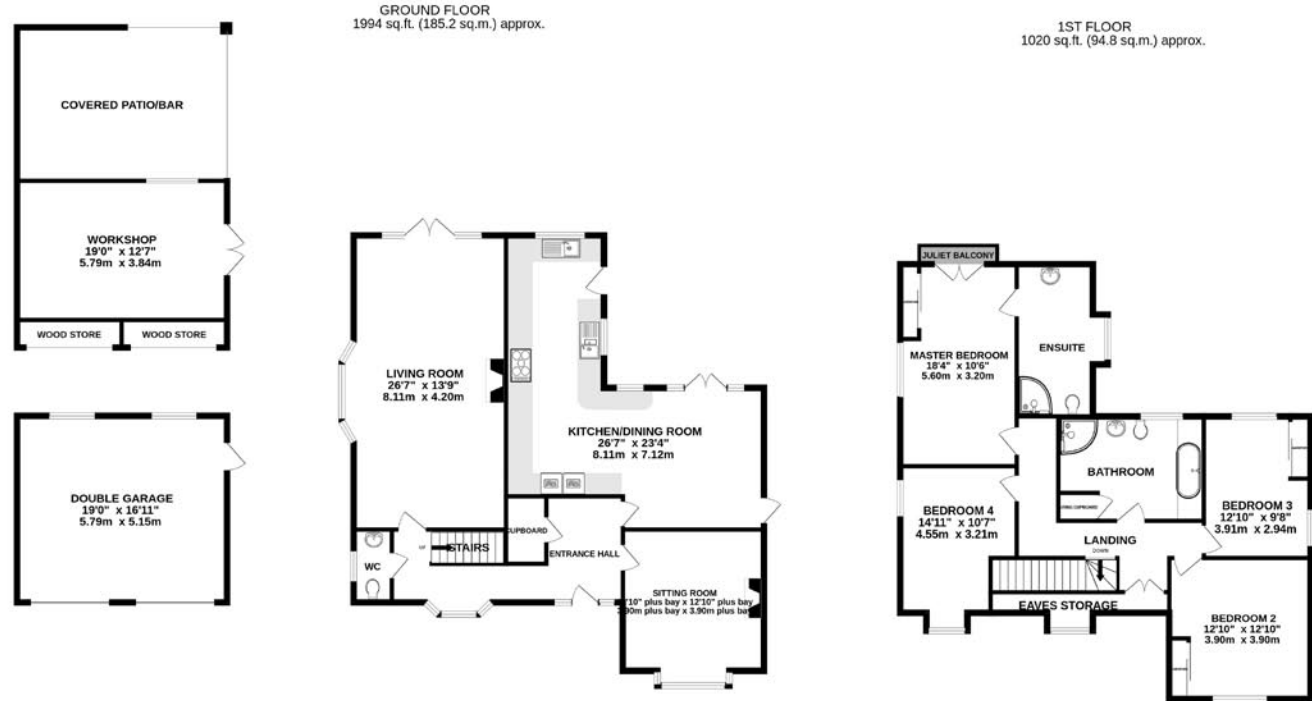 GROUND FLOOR
1994 sq.ft. (185.2 sq.m.) approx.
1ST FLOOR
1020 sq.ft. (94.8 sq.m.) approx.
COVERED PATIO/BAR
WORKSHOP
19'0" x 12'7"
5.79m x 3.84m
WOOD STORE
WOOD STORE
DOUBLE GARAGE
19'0" x 16'11"
5.79m x 5.15m
LIVING ROOM
26'7" x 13'9"
8.11m x 4.20m
KITCHEN/DINING ROOM
26'7" x 23'4"
8.11m x 7.12m
CUPBOARD
STAIRS
UP
WC
ENTRANCE HALL
SITTING ROOM
'10" plus bay x 12'10" plus bay
3.90m plus bay x 3.90m plus bay
JULIET BALCONY
MASTER BEDROOM
18'4" x 10'6"
5.60m x 3.20m
ENSUITE
BATHROOM
CUPBOARD
BEDROOM 4
14'11" x 10'7"
4.55m x 3.21m
BEDROOM 3
12'10" x 9'8"
3.91m x 2.94m
LANDING
DOWN
EAVES STORAGE
BEDROOM 2
12'10" x 12'10"
3.90m x 3.90m